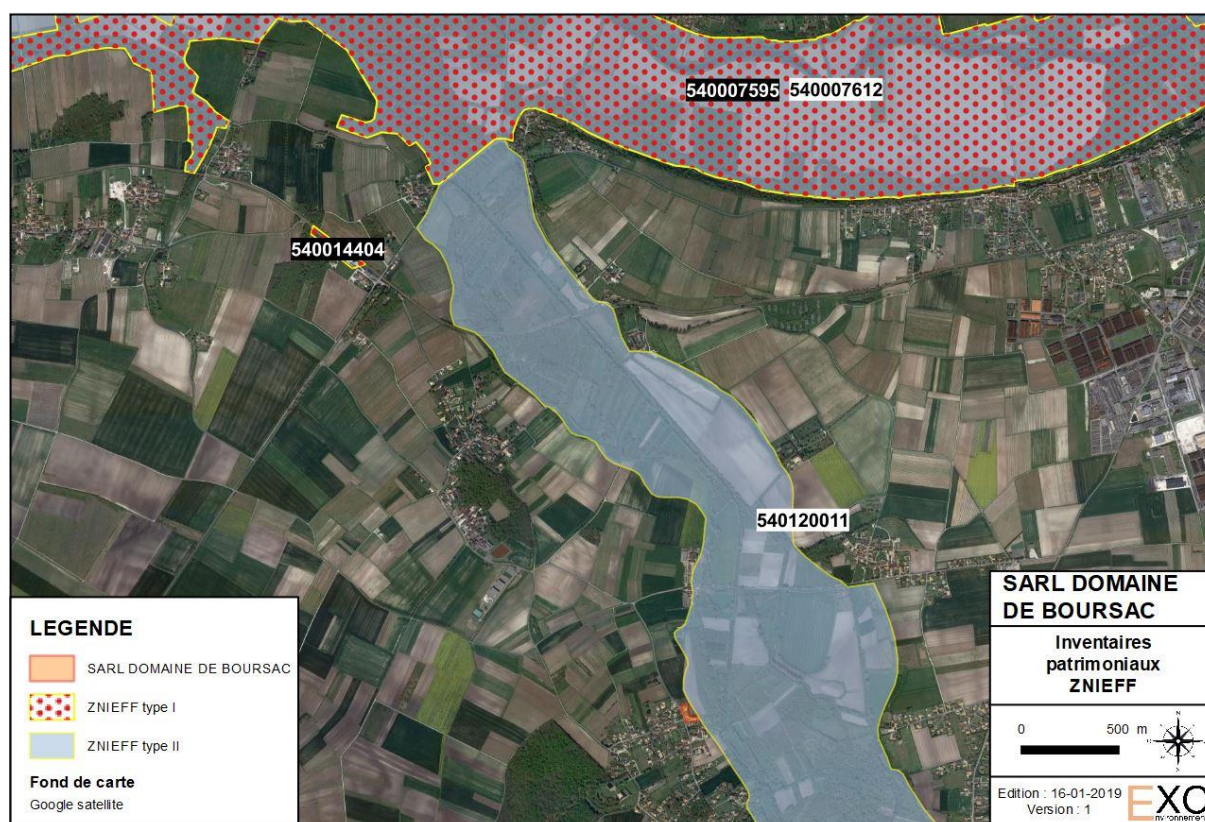 540007595 540007612
540014404
540120011
LEGENDE
SARL DOMAINE DE BOURSAC
ZNIEFF type I
ZNIEFF type II
Fond de carte
Google satellite
SARL DOMAINE
DE BOURSAC
Inventaires
patrimoniaux
ZNIEFF
0 500 m
N
Edition : 16-01-2019
Version : 1
EXO